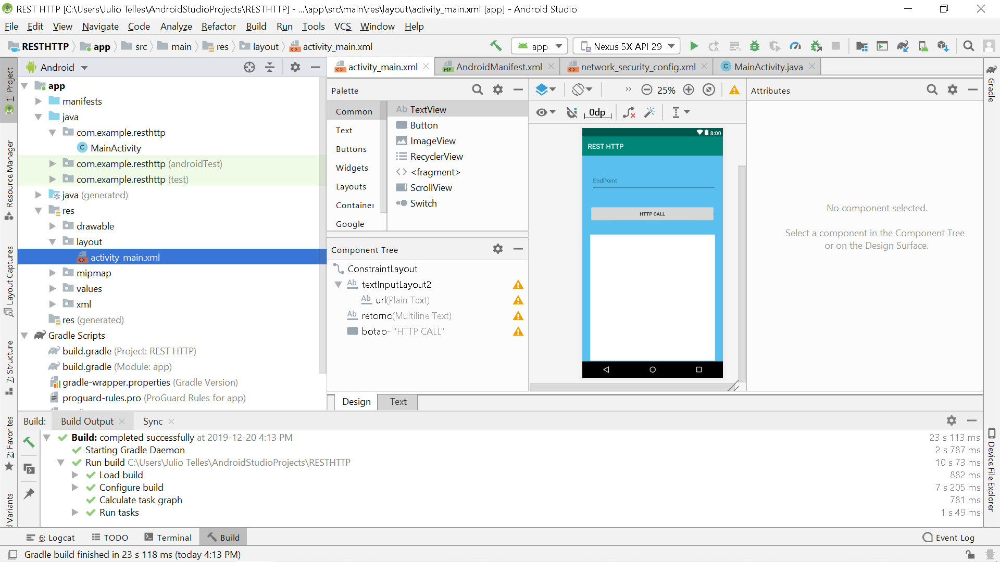 REST HTTP [C:\Users\Julio Telles\AndroidStudioProjects\RESTHTTP] - ...\app\src\main\res\layout\activity_main.xml [app] - Android Studio
File Edit View Navigate Code Analyze Refactor Build Run Tools VCS Window Help
RESTHTTP app src main res layout activity_main.xml app Nexus 5X API 29
1: Project
Resource Manager
Layout Captures
7: Structure
2: Favorites
d Variants
Android
app
manifests
java
com.example.resthttp
MainActivity
com.example.resthttp (androidTest)
com.example.resthttp (test)
java (generated)
res
drawable
layout
activity_main.xml
mipmap
values
xml
res (generated)
Gradle Scripts
build.gradle (Project: REST HTTP)
build.gradle (Module: app)
gradle-wrapper.properties (Gradle Version)
proguard-rules.pro (ProGuard Rules for app)
activity_main.xml AndroidManifest.xml network_security_config.xml MainActivity.java
Palette
Common
Text
Buttons
Widgets
Layouts
Container
Google
Ab TextView
Button
ImageView
RecyclerView
<fragment>
ScrollView
Switch
Component Tree
ConstraintLayout
Ab textInputLayout2
Ab url(Plain Text)
Ab retorno(Multiline Text)
botao- "HTTP CALL"
25%
0dp
8:00
REST HTTP
EndPoint
HTTP CALL
Attributes
No component selected.
Select a component in the Component Tree
or on the Design Surface.
Gradle
Device File Explorer
Design Text
Build: Build Output Sync
Build: completed successfully at 2019-12-20 4:13 PM 23 s 113 ms
Starting Gradle Daemon 2 s 787 ms
Run build C:\Users\Julio Telles\AndroidStudioProjects\RESTHTTP 10 s 73 ms
Load build 882 ms
Configure build 7 s 205 ms
Calculate task graph 781 ms
Run tasks 1 s 49 ms
6: Logcat TODO Terminal Build Event Log
Gradle build finished in 23 s 118 ms (today 4:13 PM)